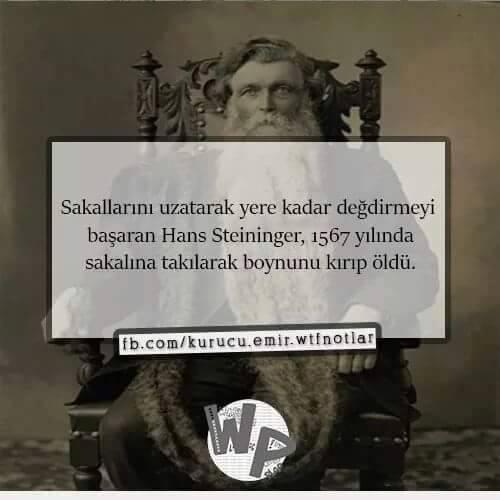 Sakallarını uzatarak yere kadar değdirmeyi
başaran Hans Steininger, 1567 yılında
sakalına takılarak boynunu kırıp öldü.
fb.com/kurucu.emir.wtfnotlar
WP